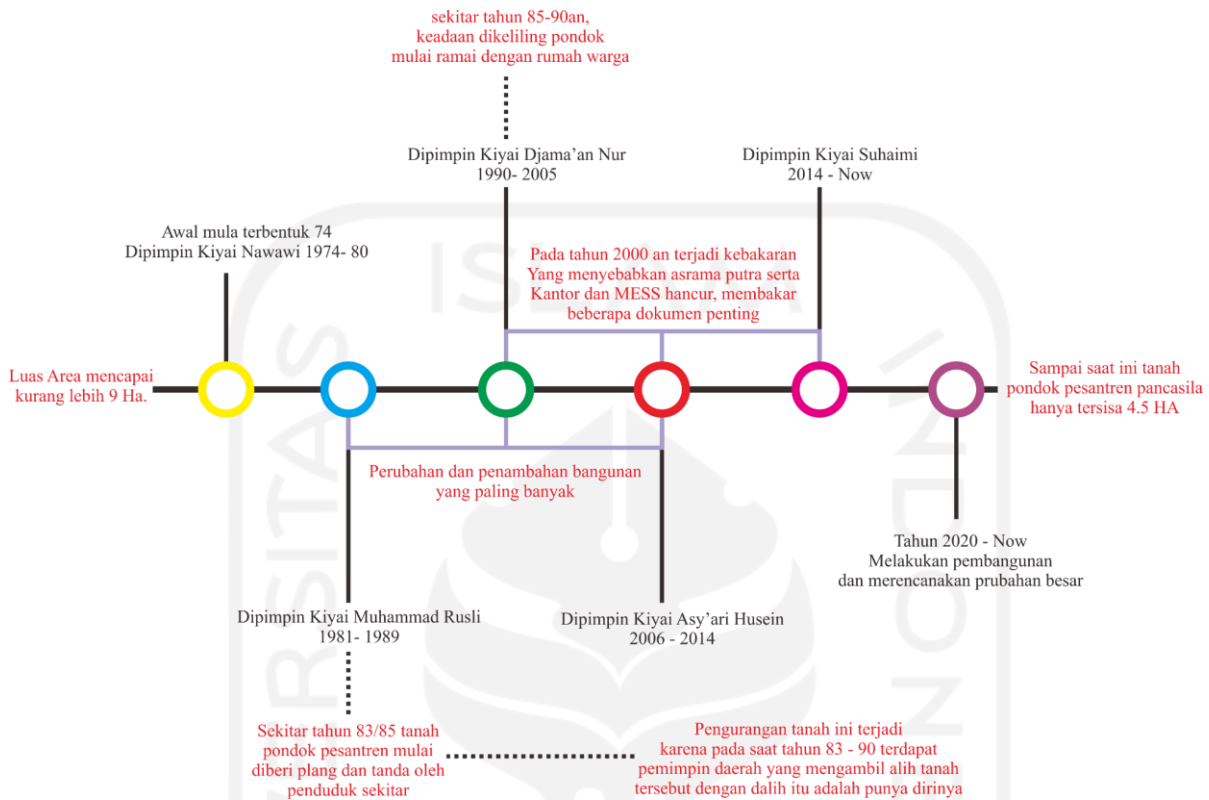 sekitar tahun 85-90an,
keadaan dikeliling pondok
mulai ramai dengan rumah warga
Dipimpin Kiyai Djama'an Nur
1990- 2005
Dipimpin Kiyai Suhaimi
2014 - Now
Awal mula terbentuk 74
Dipimpin Kiyai Nawawi 1974- 80
Pada tahun 2000 an terjadi kebakaran
Yang menyebabkan asrama putra serta
Kantor dan MESS hancur, membakar
beberapa dokumen penting
Luas Area mencapai
kurang lebih 9 Ha.
Sampai saat ini tanah
pondok pesantren pancasila
hanya tersisa 4.5 HA
Perubahan dan penambahan bangunan
yang paling banyak
Tahun 2020 - Now
Melakukan pembangunan
dan merencanakan prubahan besar
Dipimpin Kiyai Muhammad Rusli
1981- 1989
Dipimpin Kiyai Asy'ari Husein
2006 - 2014
Sekitar tahun 83/85 tanah
pondok pesantren mulai
diberi plang dan tanda oleh
penduduk sekitar
Pengurangan tanah ini terjadi
karena pada saat tahun 83 - 90 terdapat
pemimpin daerah yang mengambil alih tanah
tersebut dengan dalih itu adalah punya dirinya
ISLAM